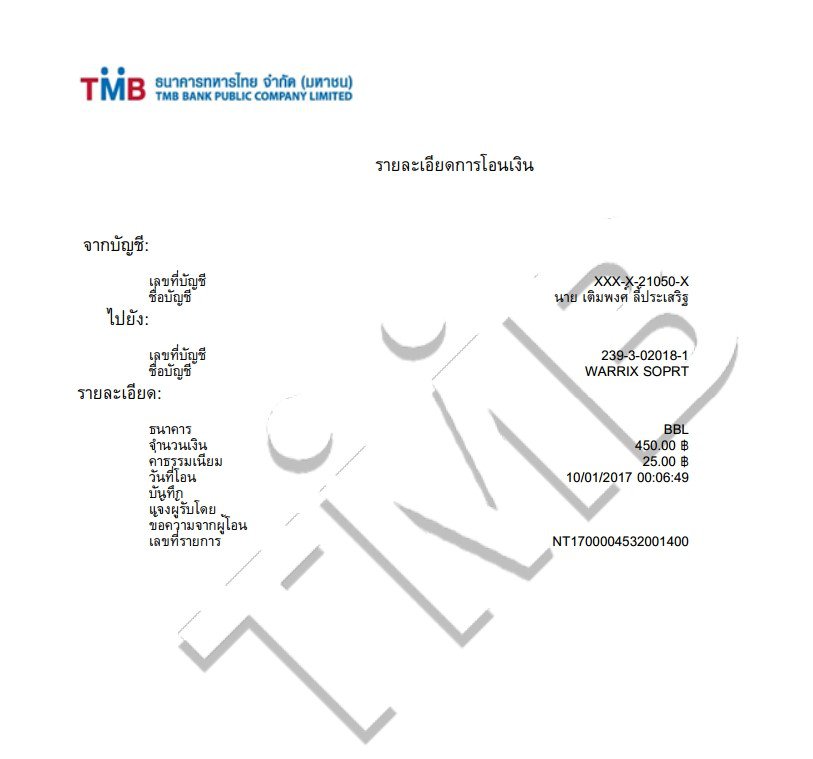 TMB ธนาคารทหารไทย จำกัด (มหาชน)
TMB BANK PUBLIC COMPANY LIMITED
รายละเอียดการโอนเงิน
จากบัญชี:
เลขที่บัญชี XXX-X-21050-X
ชื่อบัญชี นาย เติมพงศ์ ลี้ประเสริฐ
ไปยัง:
เลขที่บัญชี 239-3-02018-1
ชื่อบัญชี WARRIX SOPRT
รายละเอียด:
ธนาคาร BBL
จำนวนเงิน 450.00 ฿
ค่าธรรมเนียม 25.00 ฿
วันที่โอน 10/01/2017 00:06:49
บันทึก
แจ้งผู้รับโดย
ข้อความจากผู้โอน
เลขที่รายการ NT1700004532001400
TMB